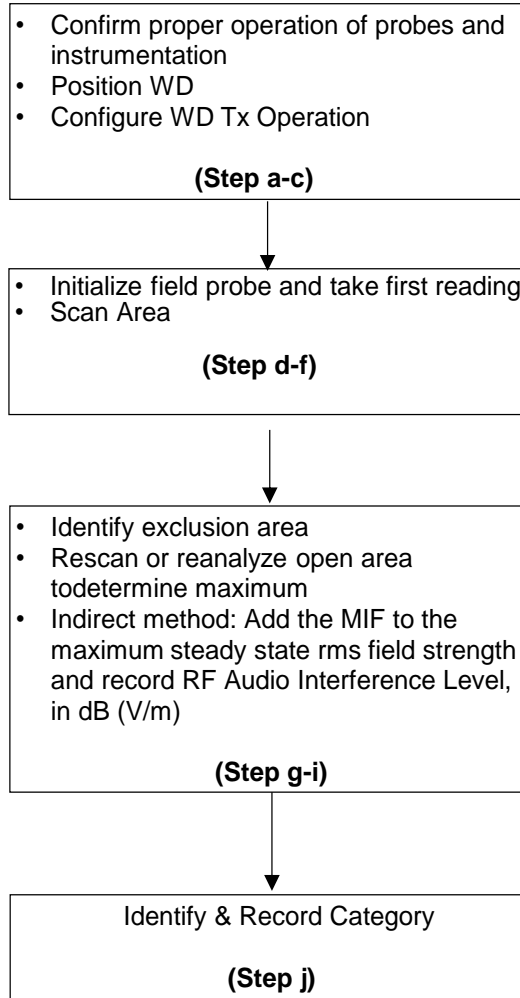 • Confirm proper operation of probes and
instrumentation
• Position WD
• Configure WD Tx Operation
(Step a-c)
• Initialize field probe and take first reading
• Scan Area
(Step d-f)
• Identify exclusion area
• Rescan or reanalyze open area
todetermine maximum
• Indirect method: Add the MIF to the
maximum steady state rms field strength
and record RF Audio Interference Level,
in dB (V/m)
(Step g-i)
Identify & Record Category
(Step j)